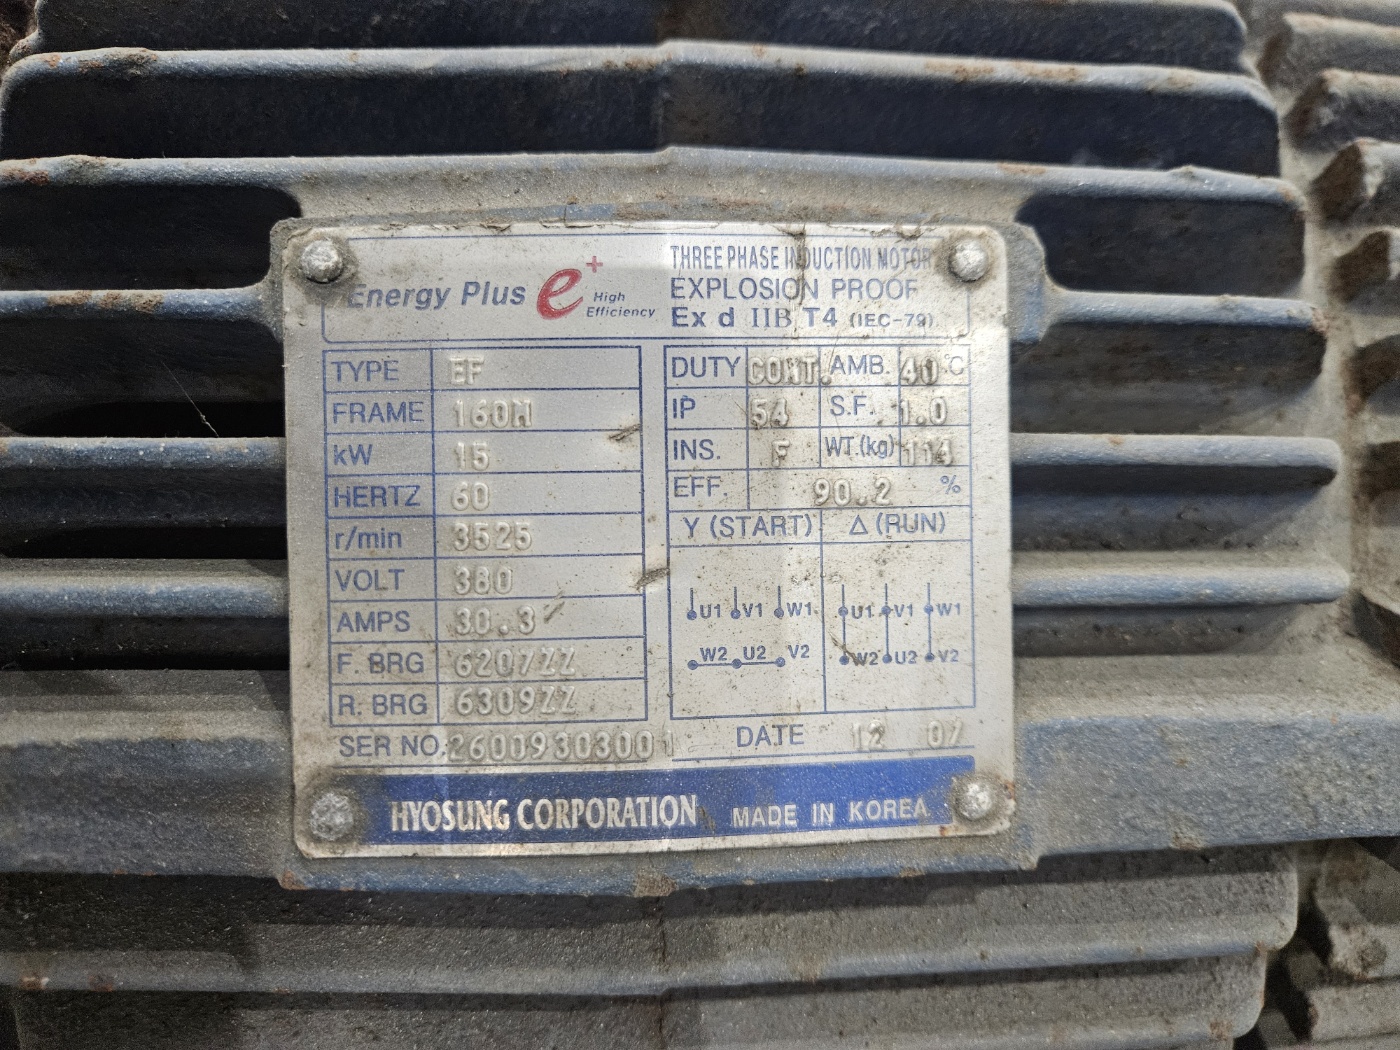 Energy Plus e+ High Efficiency
THREE PHASE INDUCTION MOTOR
EXPLOSION PROOF
Ex d IIB T4 (IEC-79)
TYPE EF
FRAME 160M
kW 15
HERTZ 60
r/min 3525
VOLT 380
AMPS 30.3
F. BRG 6207ZZ
R. BRG 6309ZZ
SER NO. 26009303001
DUTY CONT. AMB. 40 °C
IP 54 S.F. 1.0
INS. F WT.(kg) 114
EFF. 90.2 %
Y (START) Δ (RUN)
U1 V1 W1 U1 V1 W1
W2 U2 V2 W2 U2 V2
DATE 12 07
HYOSUNG CORPORATION MADE IN KOREA